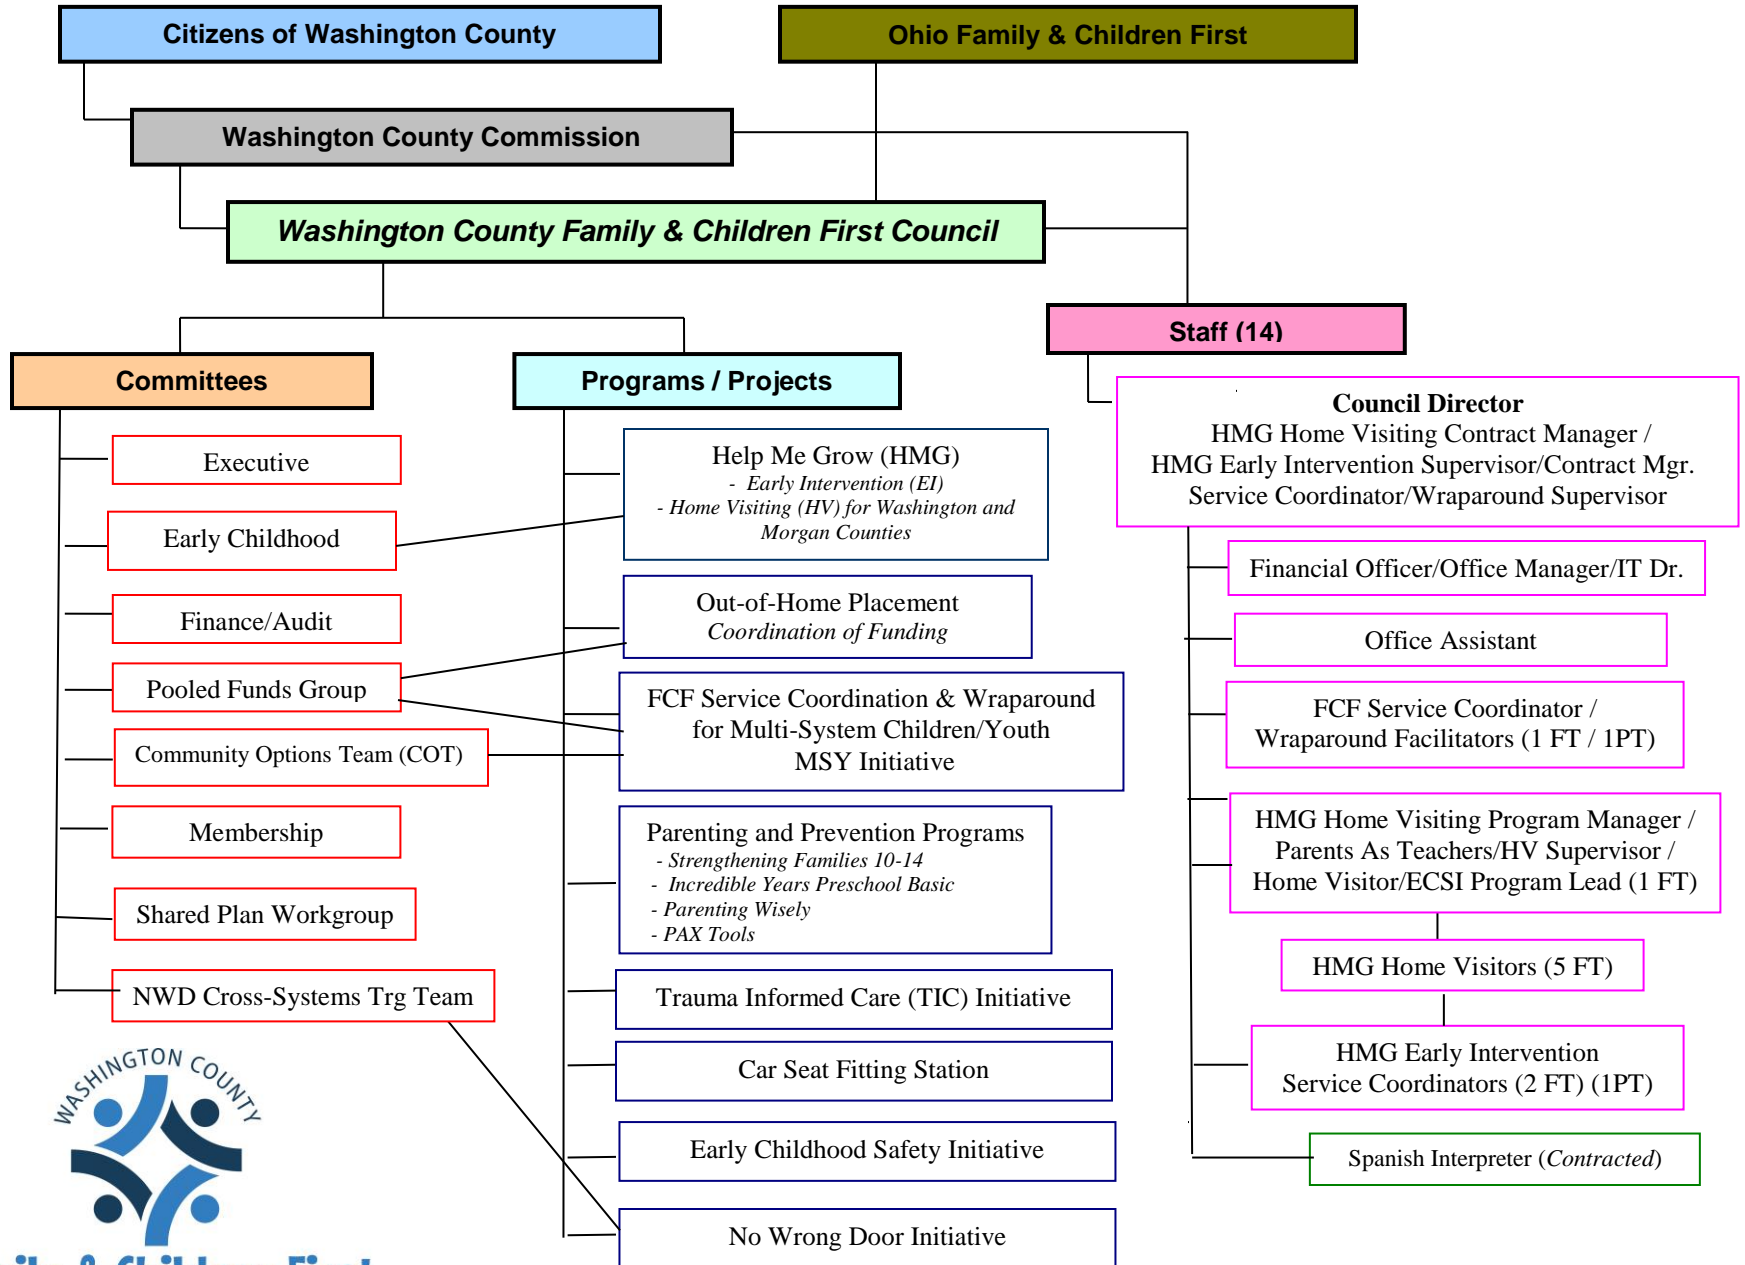 Citizens of Washington County
Ohio Family & Children First
Washington County Commission
Washington County Family & Children First Council
Staff (14)
Committees
Programs / Projects
Executive
Early Childhood
Finance/Audit
Pooled Funds Group
Community Options Team (COT)
Membership
Shared Plan Workgroup
NWD Cross-Systems Trg Team
Help Me Grow (HMG)
- Early Intervention (EI)
- Home Visiting (HV) for Washington and
Morgan Counties
Out-of-Home Placement
Coordination of Funding
FCF Service Coordination & Wraparound
for Multi-System Children/Youth
MSY Initiative
Parenting and Prevention Programs
- Strengthening Families 10-14
- Incredible Years Preschool Basic
- Parenting Wisely
- PAX Tools
Trauma Informed Care (TIC) Initiative
Car Seat Fitting Station
Early Childhood Safety Initiative
No Wrong Door Initiative
Council Director
HMG Home Visiting Contract Manager /
HMG Early Intervention Supervisor/Contract Mgr.
Service Coordinator/Wraparound Supervisor
Financial Officer/Office Manager/IT Dr.
Office Assistant
FCF Service Coordinator /
Wraparound Facilitators (1 FT / 1PT)
HMG Home Visiting Program Manager /
Parents As Teachers/HV Supervisor /
Home Visitor/ECSI Program Lead (1 FT)
HMG Home Visitors (5 FT)
HMG Early Intervention
Service Coordinators (2 FT) (1PT)
Spanish Interpreter (Contracted)
WASHINGTON COUNTY
& Children First